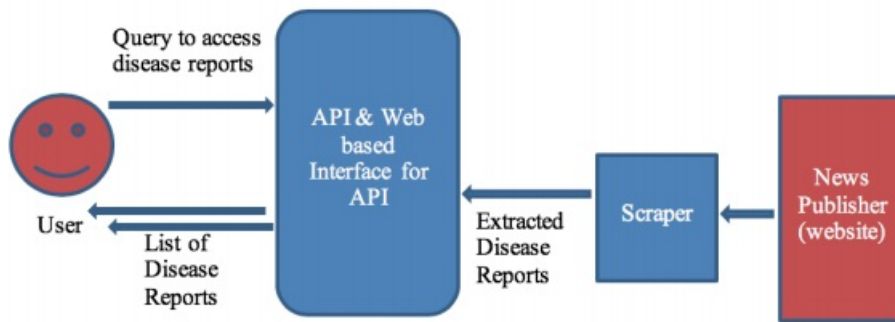 Query to access
disease reports
API & Web
based
Interface for
API
User
List of
Disease
Reports
Extracted
Disease
Reports
Scraper
News
Publisher
(website)